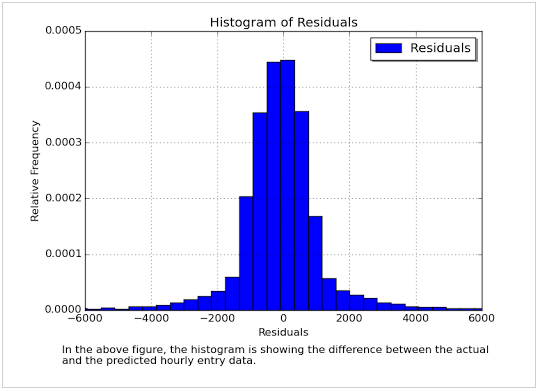 Histogram of Residuals
0.0005
0.0004
0.0003
0.0002
0.0001
0.0000
Relative Frequency
Residuals
−6000 −4000 −2000 0 2000 4000 6000
Residuals
In the above figure, the histogram is showing the difference between the actual
and the predicted hourly entry data.